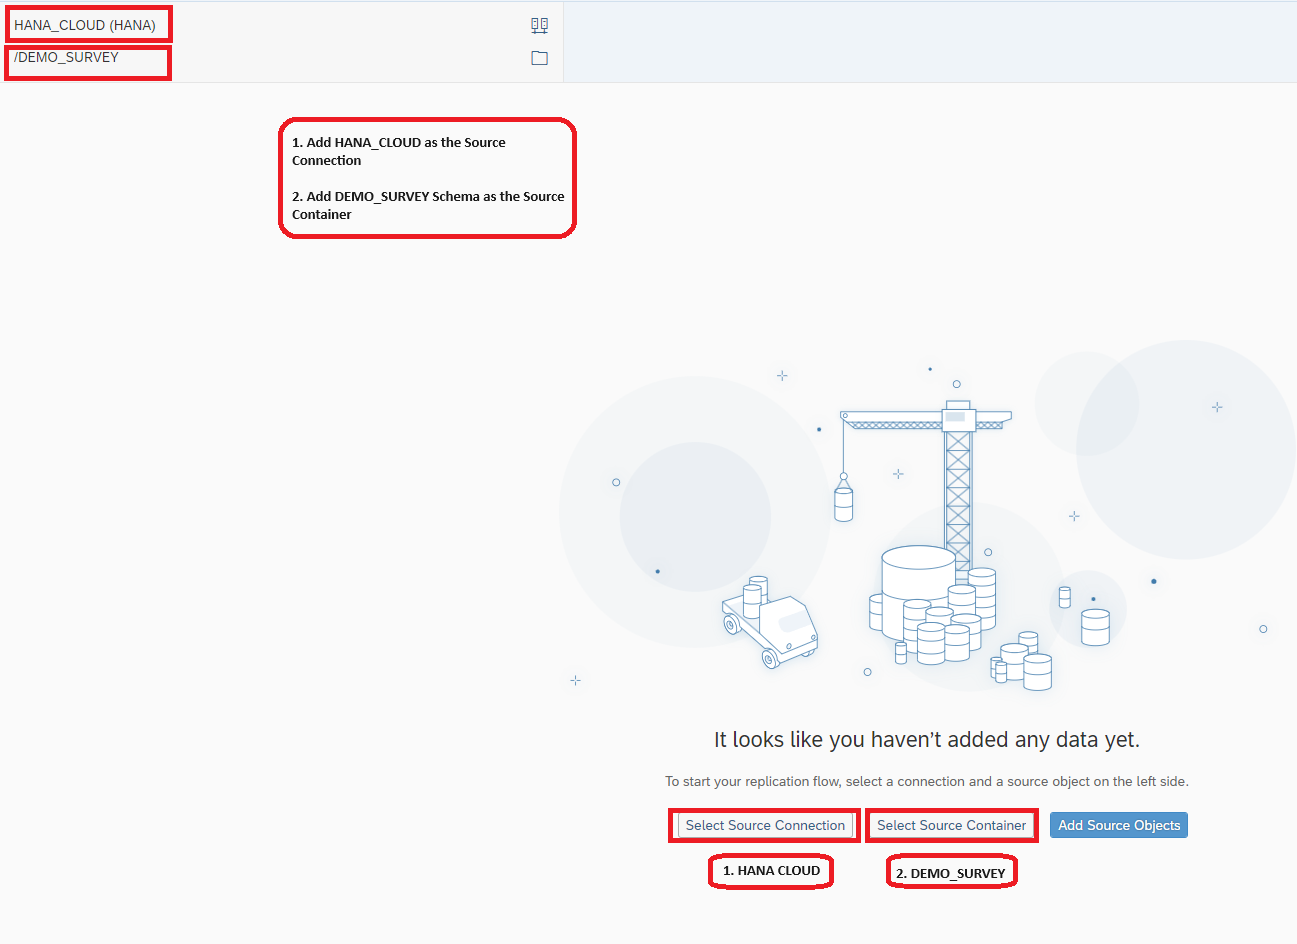 HANA_CLOUD (HANA)
/DEMO_SURVEY
1. Add HANA_CLOUD as the Source
Connection
2. Add DEMO_SURVEY Schema as the Source
Container
It looks like you haven’t added any data yet.
To start your replication flow, select a connection and a source object on the left side.
Select Source Connection
Select Source Container
Add Source Objects
1. HANA CLOUD
2. DEMO_SURVEY